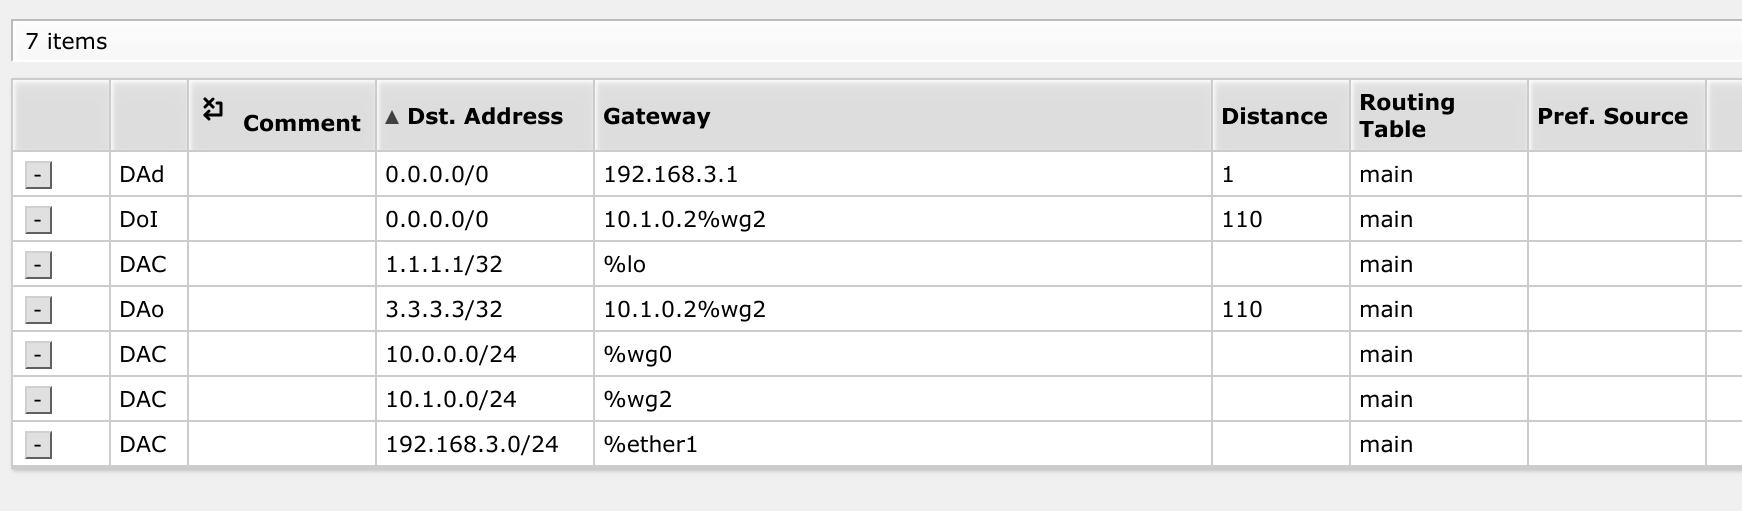 7 items
Comment ▲ Dst. Address Gateway Distance Routing Table Pref. Source
- DAd 0.0.0.0/0 192.168.3.1 1 main
- DoI 0.0.0.0/0 10.1.0.2%wg2 110 main
- DAC 1.1.1.1/32 %lo main
- DAo 3.3.3.3/32 10.1.0.2%wg2 110 main
- DAC 10.0.0.0/24 %wg0 main
- DAC 10.1.0.0/24 %wg2 main
- DAC 192.168.3.0/24 %ether1 main